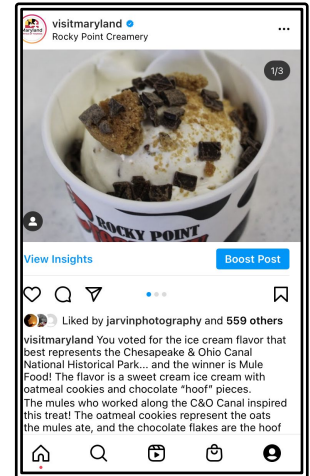 visitmaryland
Rocky Point Creamery
1/3
ROCKY POINT
View Insights
Boost Post
Liked by jarvinphotography and 559 others
visitmaryland You voted for the ice cream flavor that
best represents the Chesapeake & Ohio Canal
National Historical Park... and the winner is Mule
Food! The flavor is a sweet cream ice cream with
oatmeal cookies and chocolate “hoof” pieces.
The mules who worked along the C&O Canal inspired
this treat! The oatmeal cookies represent the oats
the mules ate, and the chocolate flakes are the hoof